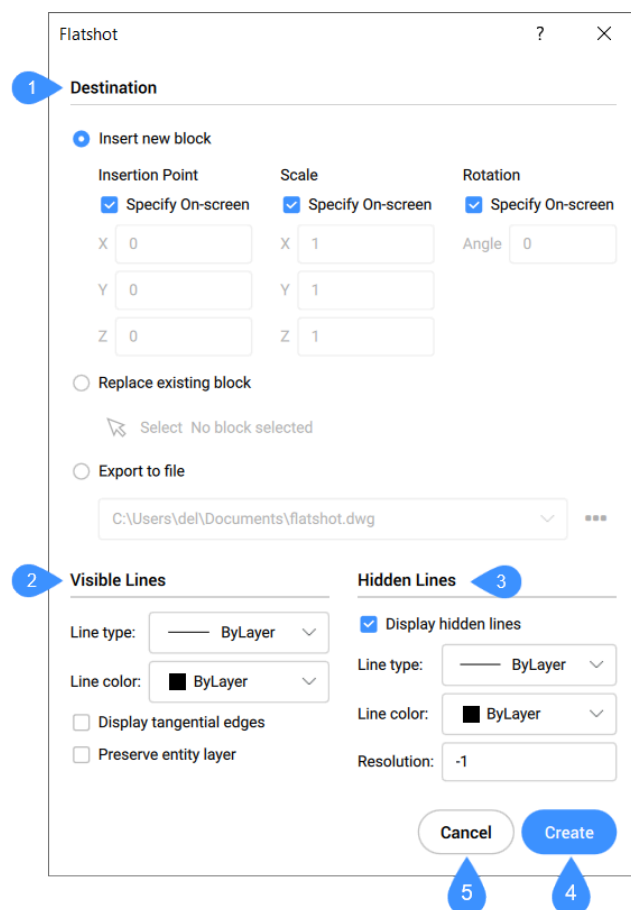 Flatshot ?
1 Destination
Insert new block
Insertion Point Scale Rotation
Specify On-screen Specify On-screen Specify On-screen
X 0 X 1 Angle 0
Y 0 Y 1
Z 0 Z 1
Replace existing block
Select No block selected
Export to file
C:\Users\del\Documents\flatshot.dwg
2 Visible Lines
Line type: ByLayer
Line color: ByLayer
Display tangential edges
Preserve entity layer
Hidden Lines 3
Display hidden lines
Line type: ByLayer
Line color: ByLayer
Resolution: -1
Cancel Create
5 4